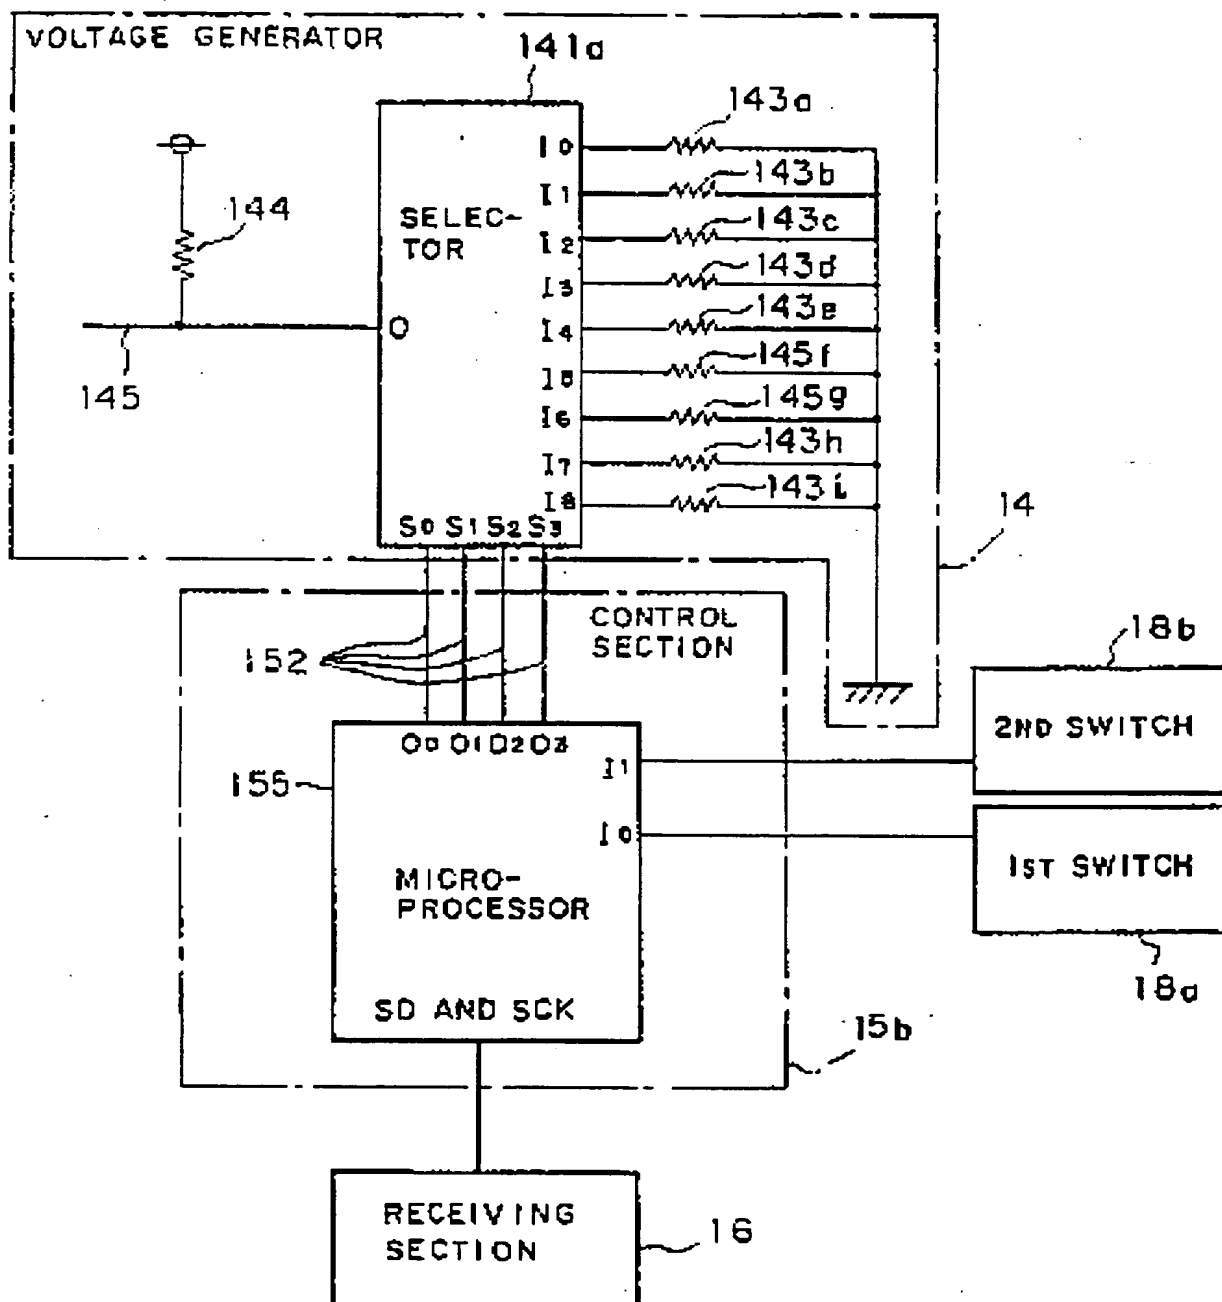 VOLTAGE GENERATOR
141a
143a
I0
143b
I1
144
SELEC-
TOR
143c
I2
143d
I3
143e
I4
O
145f
I5
145
145g
I6
143h
I7
143i
I8
S0 S1 S2 S3
14
CONTROL
SECTION
152
18b
2ND SWITCH
O0 O1 O2 O3
I1
155
I0
1ST SWITCH
MICRO-
PROCESSOR
18a
SD AND SCK
15b
RECEIVING
SECTION
16